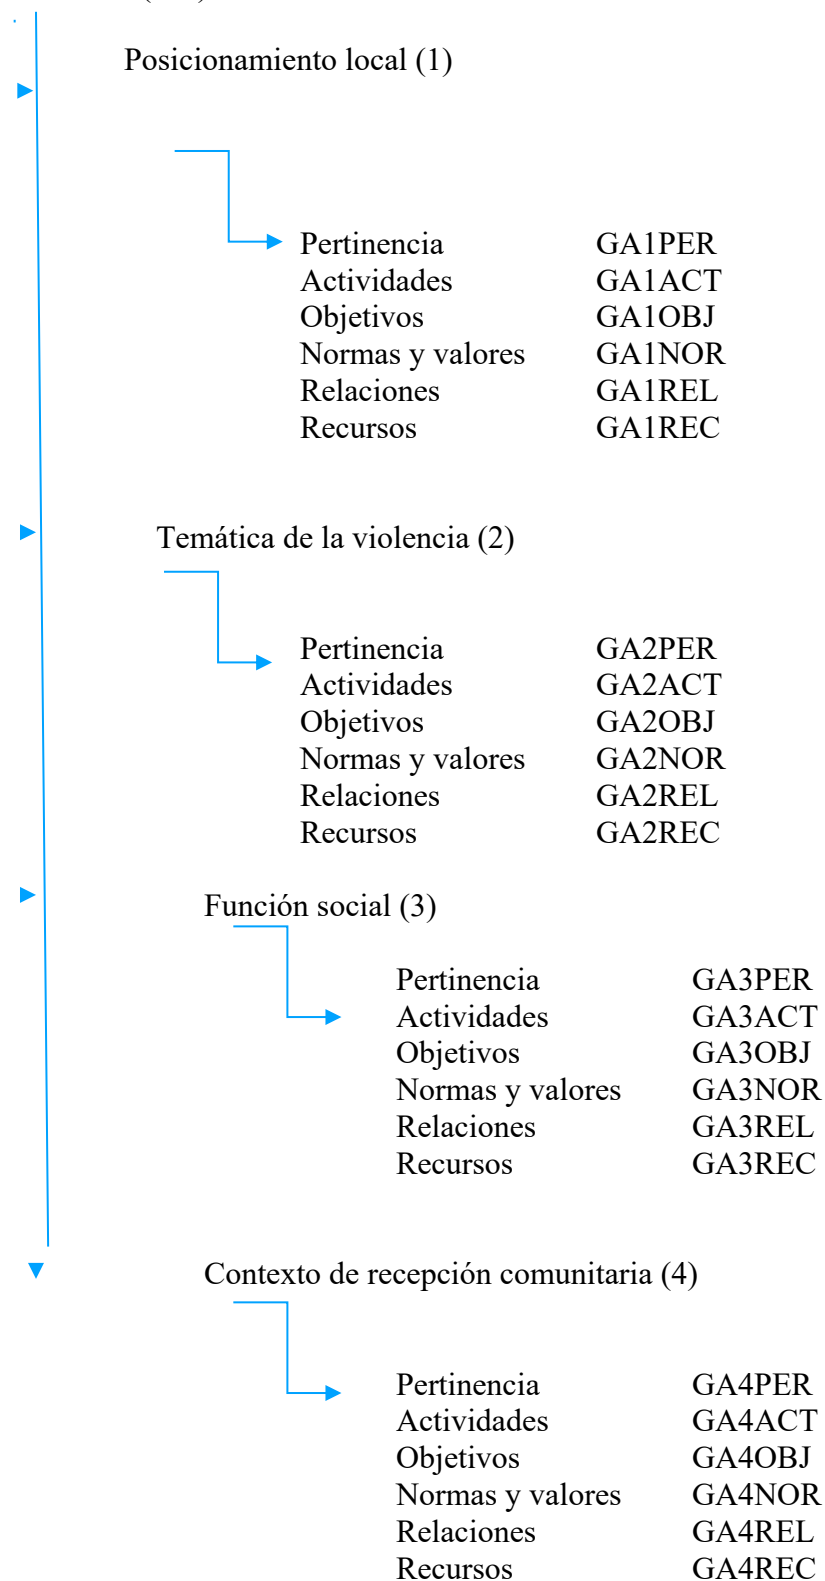 Posicionamiento local (1)
Pertinencia GA1PER
Actividades GA1ACT
Objetivos GA1OBJ
Normas y valores GA1NOR
Relaciones GA1REL
Recursos GA1REC
Temática de la violencia (2)
Pertinencia GA2PER
Actividades GA2ACT
Objetivos GA2OBJ
Normas y valores GA2NOR
Relaciones GA2REL
Recursos GA2REC
Función social (3)
Pertinencia GA3PER
Actividades GA3ACT
Objetivos GA3OBJ
Normas y valores GA3NOR
Relaciones GA3REL
Recursos GA3REC
Contexto de recepción comunitaria (4)
Pertinencia GA4PER
Actividades GA4ACT
Objetivos GA4OBJ
Normas y valores GA4NOR
Relaciones GA4REL
Recursos GA4REC